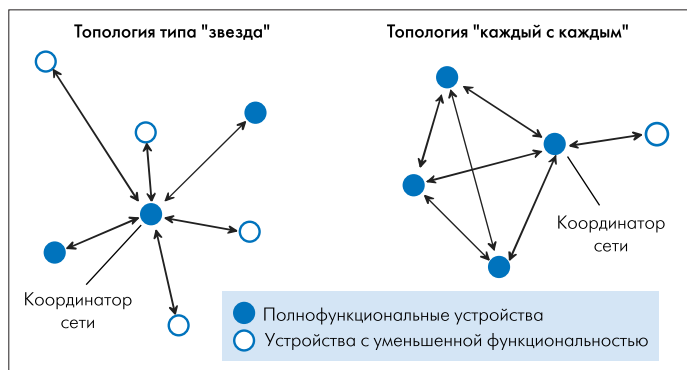 Топология типа "звезда"
Топология "каждый с каждым"
Координатор
сети
Координатор
сети
Полнофункциональные устройства
Устройства с уменьшенной функциональностью